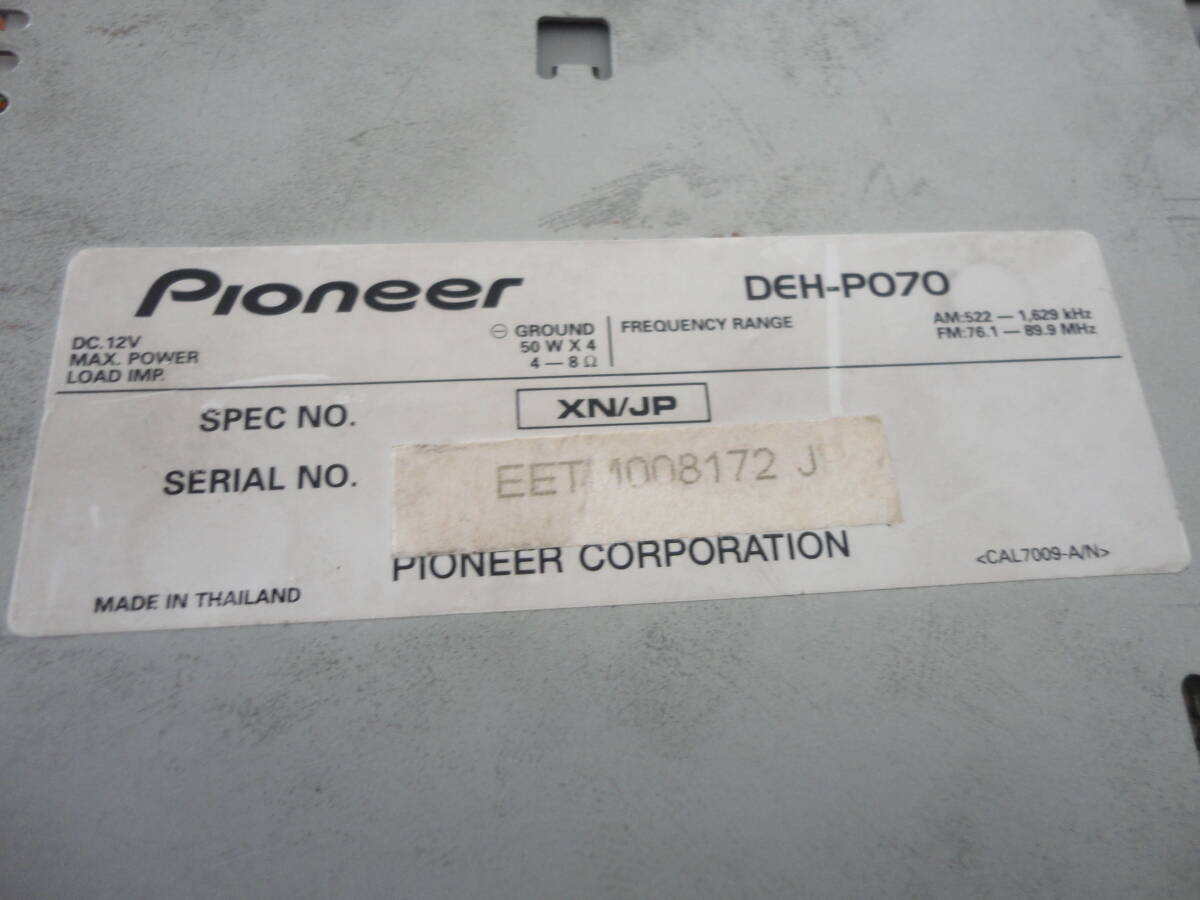 Pioneer
DEH-P070
DC.12V ⊖ GROUND
MAX. POWER 50 W X 4
LOAD IMP. 4 — 8 Ω
FREQUENCY RANGE AM:522 — 1,629 kHz
FM:76.1 — 89.9 MHz
SPEC NO. XN/JP
SERIAL NO. EET 1008172 JP
PIONEER CORPORATION
<CAL7009-A/N>
MADE IN THAILAND